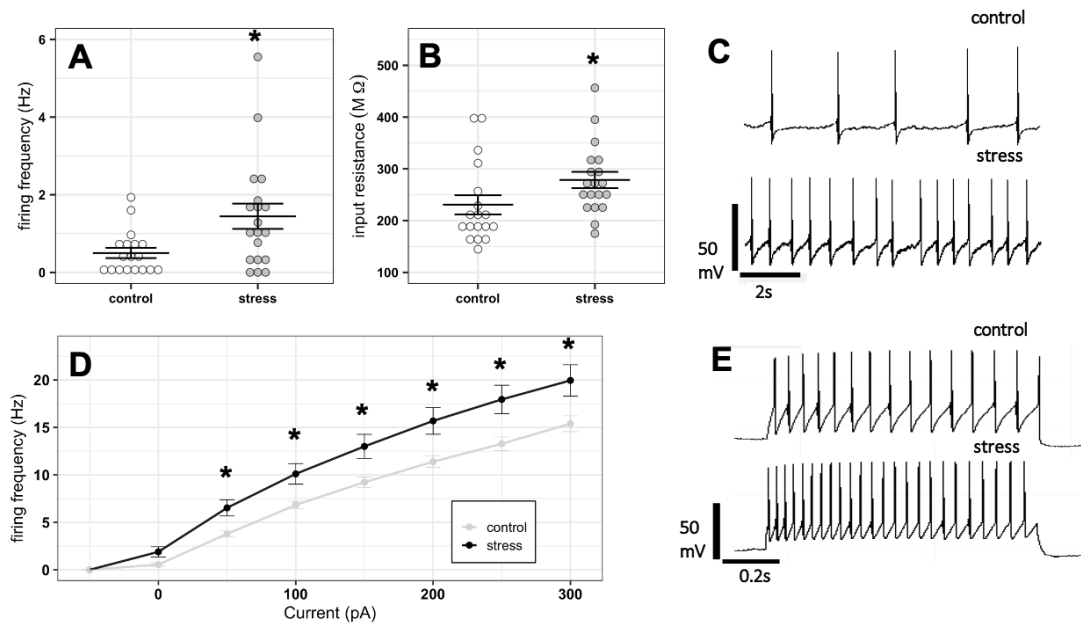 A
firing frequency (Hz)
6
4
2
0
*
control
stress
B
input resistance (M Ω)
500
400
300
200
100
*
control
stress
C
control
stress
50
mV
2s
D
firing frequency (Hz)
20
15
10
5
0
* * * * * *
control
stress
0 100 200 300
Current (pA)
E
control
stress
50
mV
0.2s